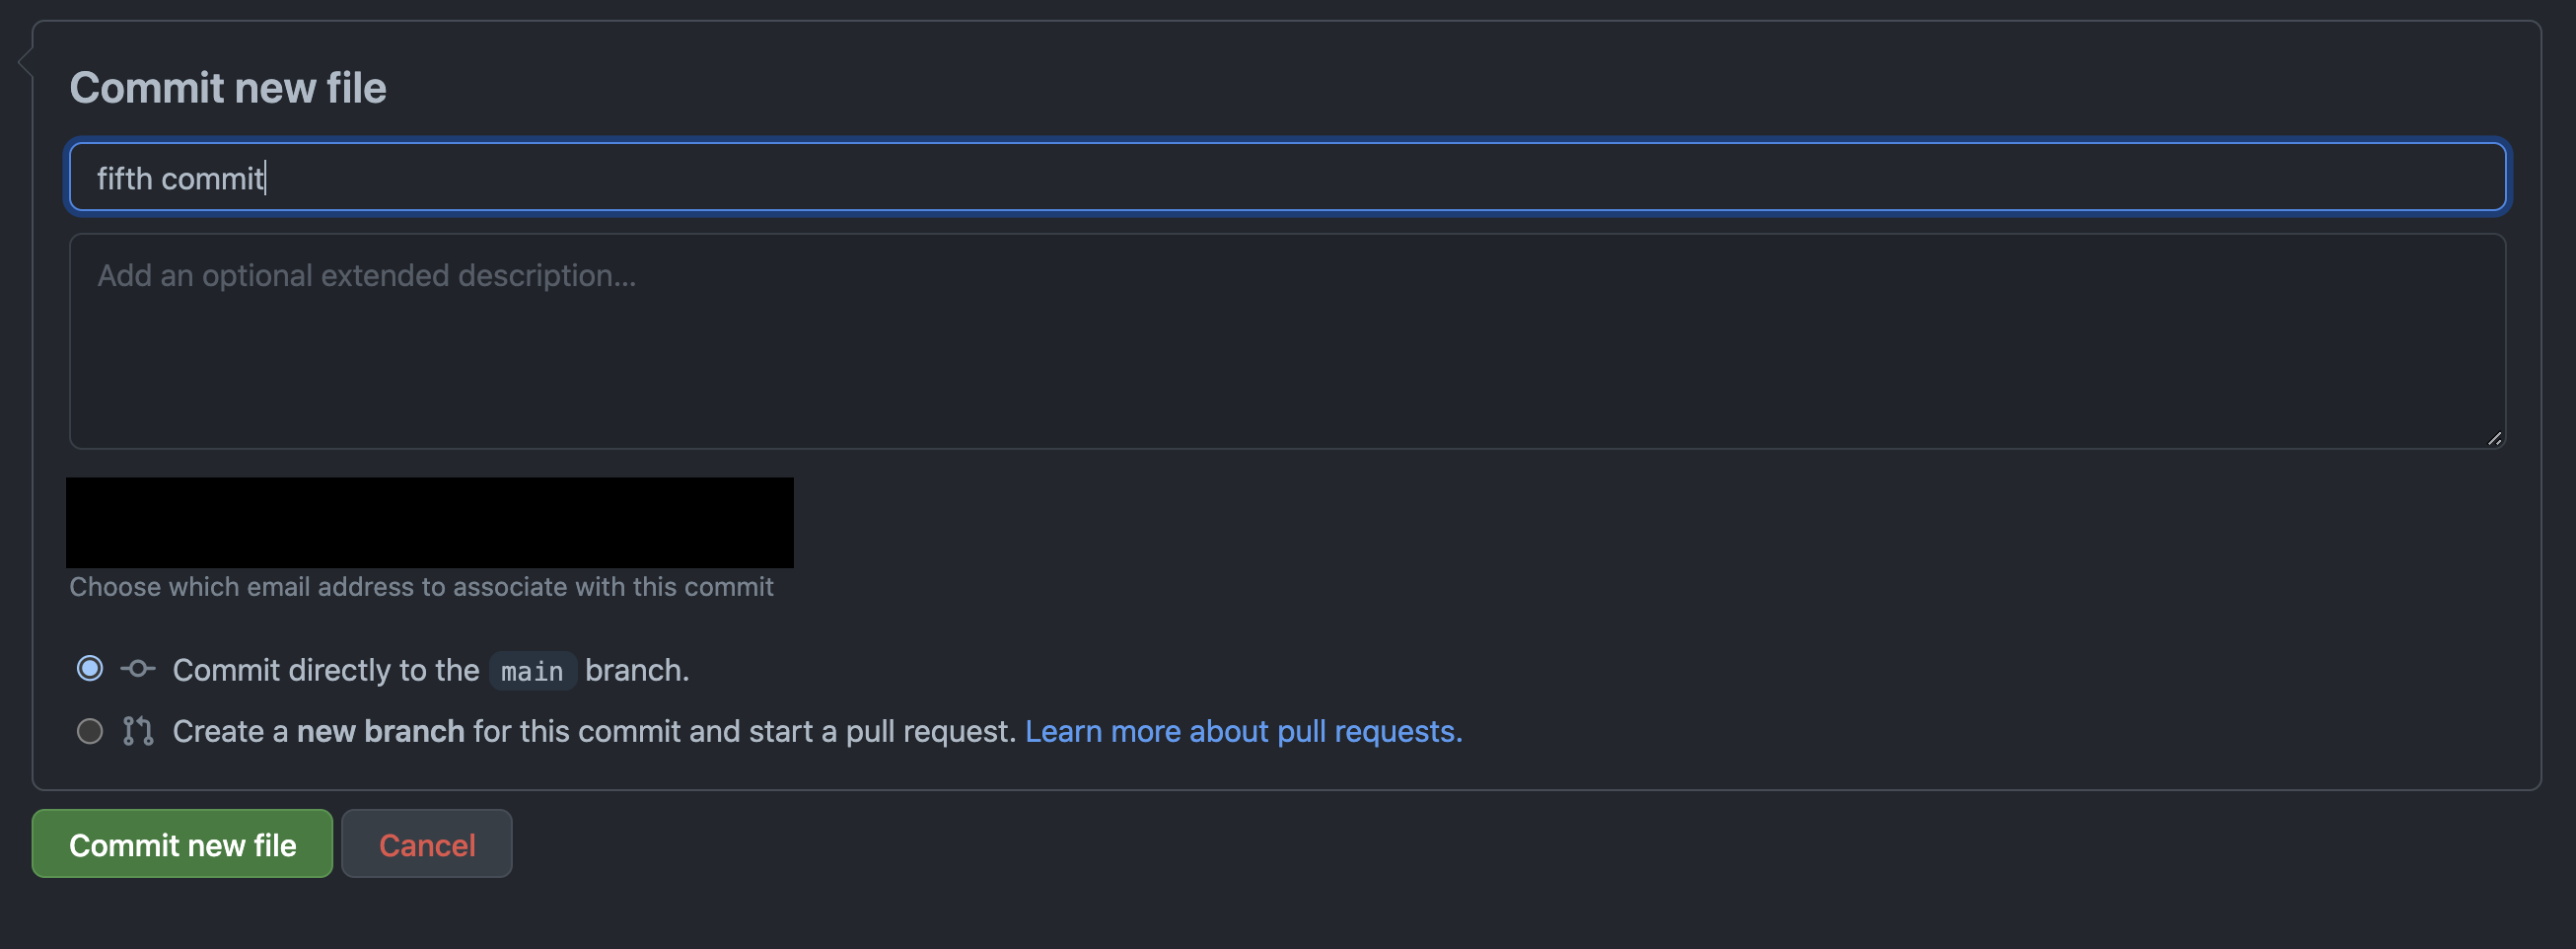 Commit new file
fifth commit
Add an optional extended description...
Choose which email address to associate with this commit
Commit directly to the main branch.
Create a new branch for this commit and start a pull request. Learn more about pull requests.
Commit new file Cancel